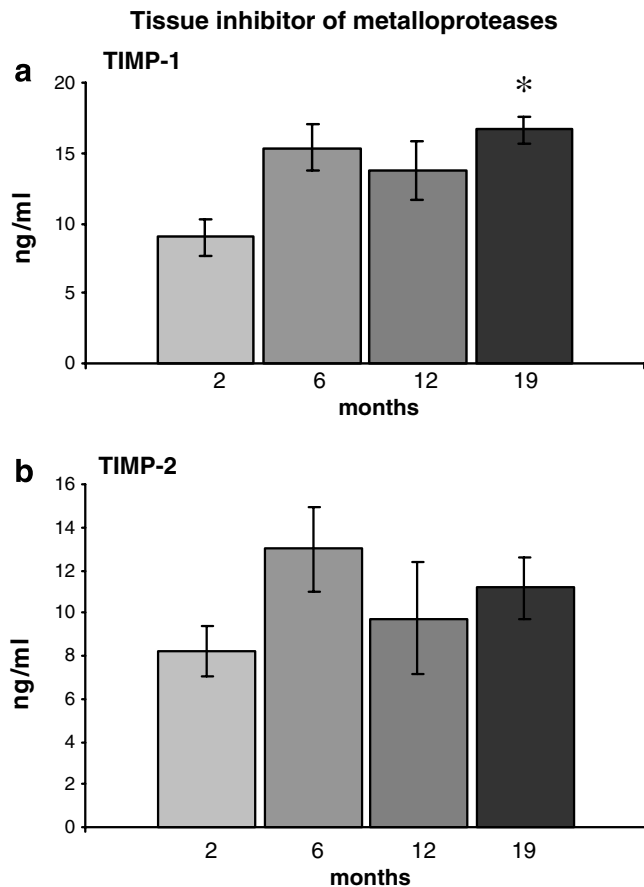 Tissue inhibitor of metalloproteases
a TIMP-1
20
15
10
5
0
ng/ml
*
2 6 12 19
months
b TIMP-2
16
14
12
10
8
6
4
2
0
ng/ml
2 6 12 19
months